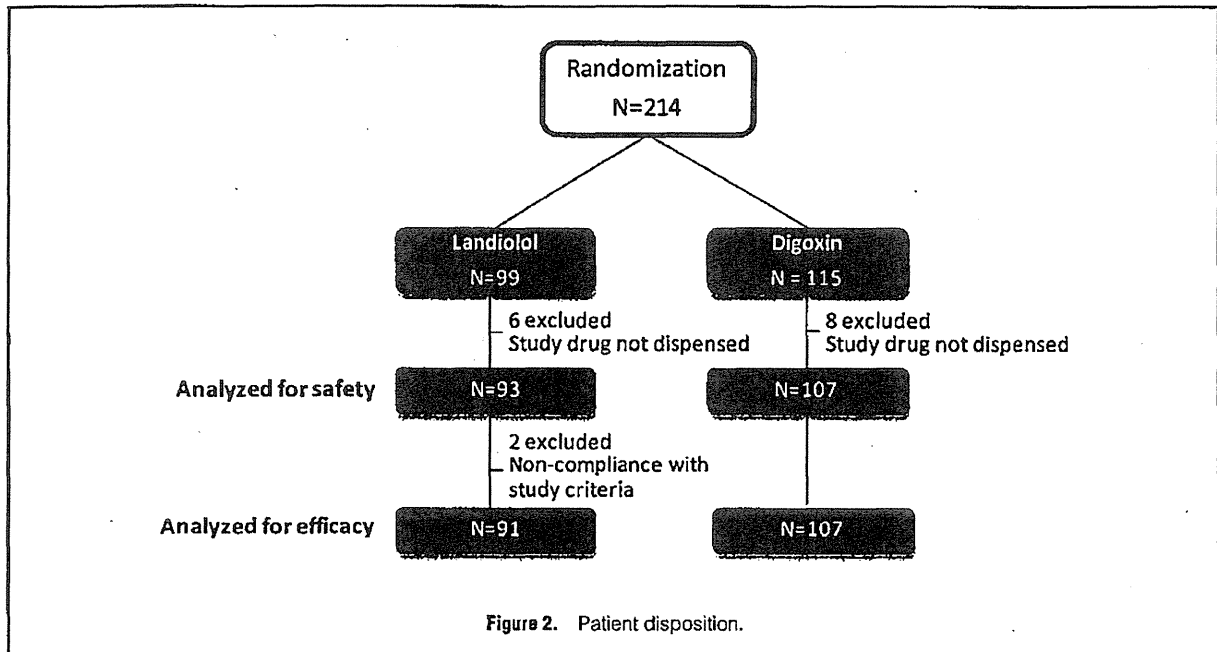 Randomization
N=214
Landiolol
N=99
Digoxin
N = 115
6 excluded
Study drug not dispensed
8 excluded
Study drug not dispensed
Analyzed for safety
N=93
N=107
2 excluded
Non-compliance with
study criteria
Analyzed for efficacy
N=91
N=107
Figure 2. Patient disposition.